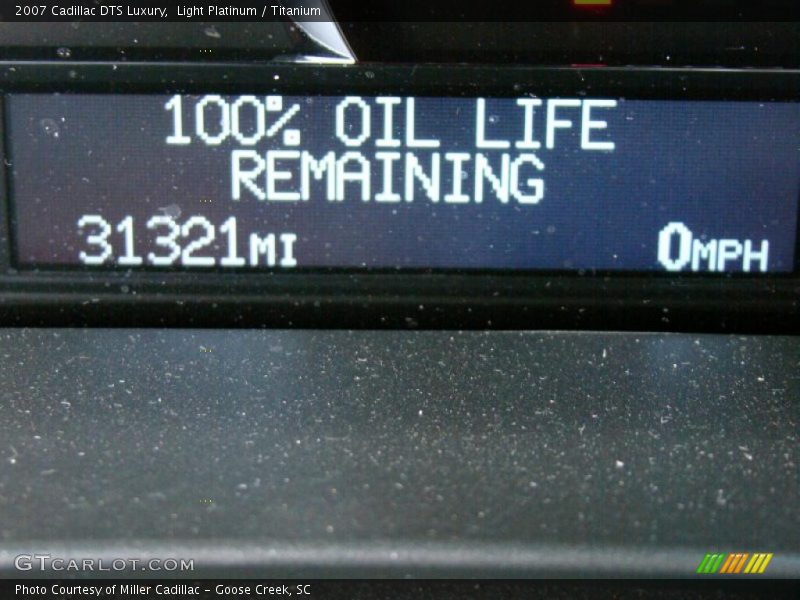 2007 Cadillac DTS Luxury,  Light Platinum / Titanium
100% OIL LIFE
REMAINING
31321MI 0MPH
GTCARLOT.COM
Photo Courtesy of Miller Cadillac - Goose Creek, SC